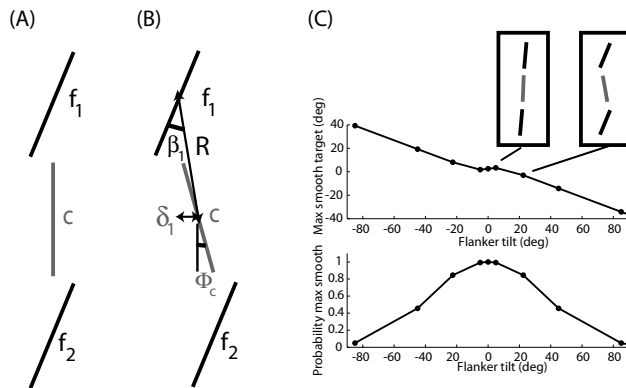 (A)
(B)
(C)
f1
c
f2
f1
β1
R
δ1
c
Φc
f2
Max smooth target (deg)
40
20
0
-20
-40
-80 -60 -40 -20 0 20 40 60 80
Flanker tilt (deg)
Probability max smooth
1
0.8
0.6
0.4
0.2
0
-80 -60 -40 -20 0 20 40 60 80
Flanker tilt (deg)